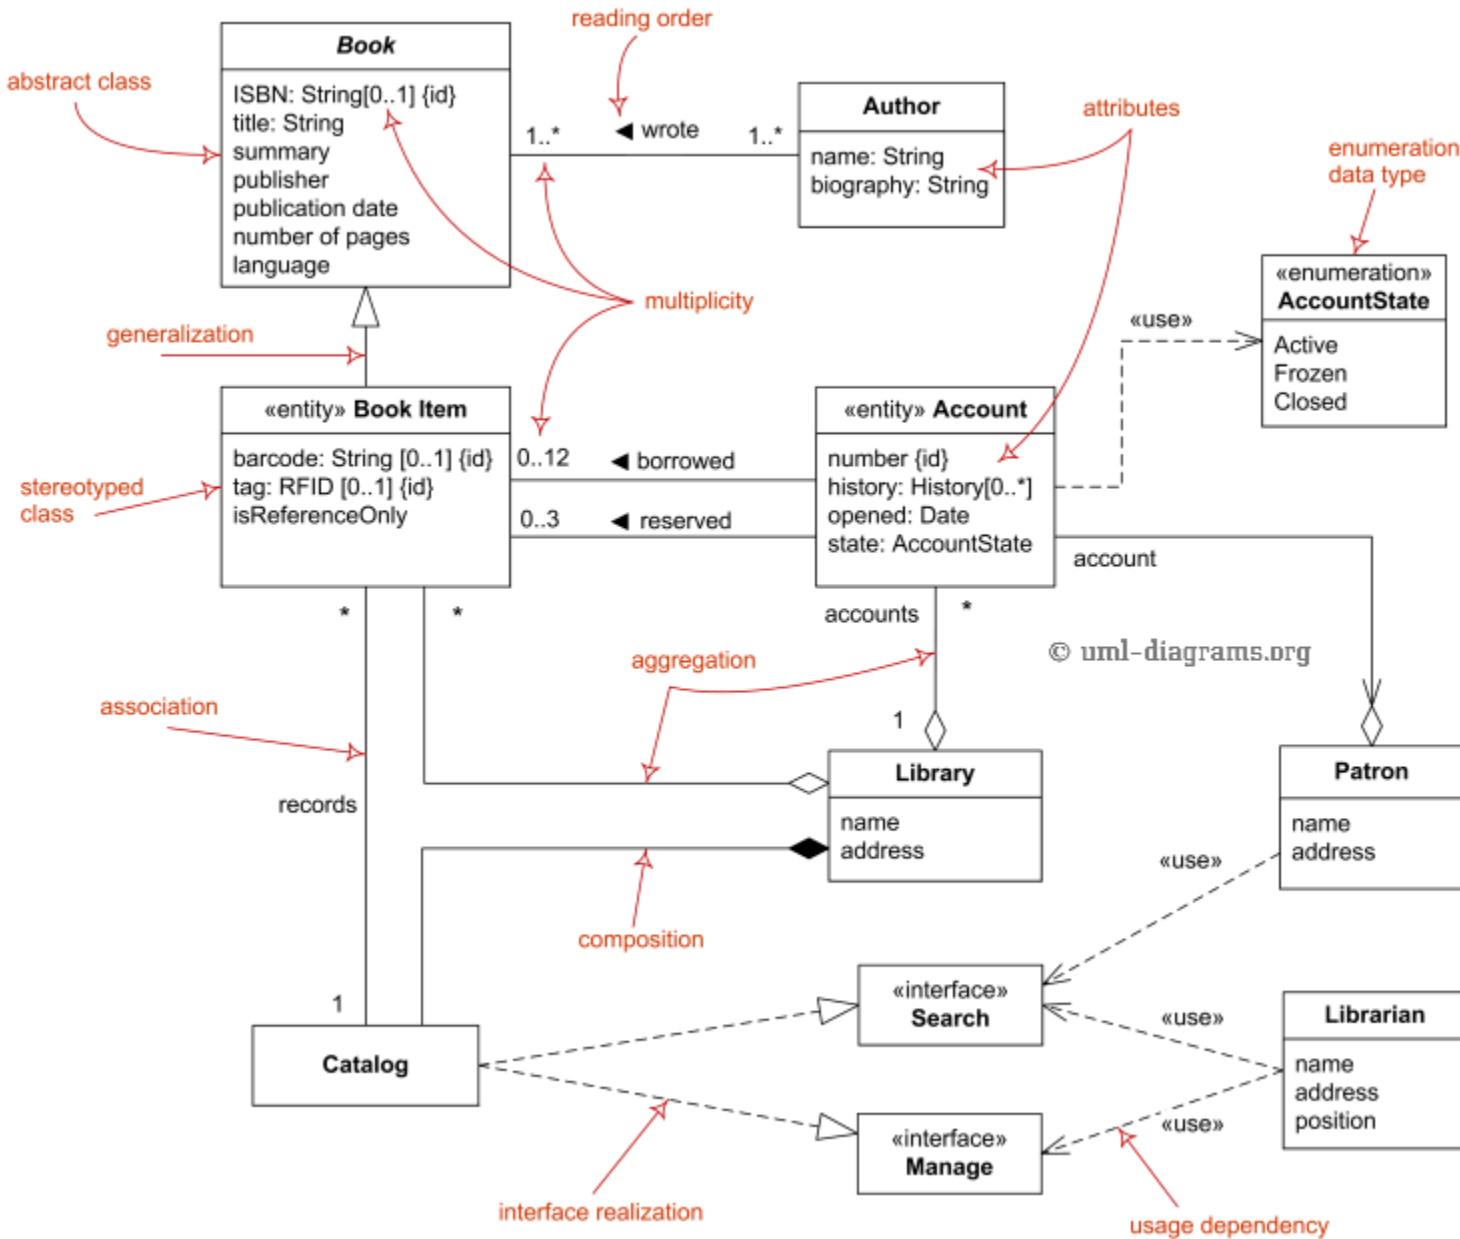 reading order
Book
abstract class
ISBN: String[0..1] {id}
title: String
summary
publisher
publication date
number of pages
language
1..*
◄ wrote
1..*
Author
name: String
biography: String
attributes
enumeration
data type
«enumeration»
AccountState
Active
Frozen
Closed
multiplicity
generalization
«use»
«entity» Book Item
barcode: String [0..1] {id}
tag: RFID [0..1] {id}
isReferenceOnly
stereotyped
class
0..12
◄ borrowed
0..3
◄ reserved
«entity» Account
number {id}
history: History[0..*]
opened: Date
state: AccountState
account
*
*
accounts
*
© uml-diagrams.org
aggregation
association
1
records
Library
name
address
Patron
name
address
«use»
composition
1
Catalog
«interface»
Search
«use»
Librarian
name
address
position
«interface»
Manage
«use»
interface realization
usage dependency